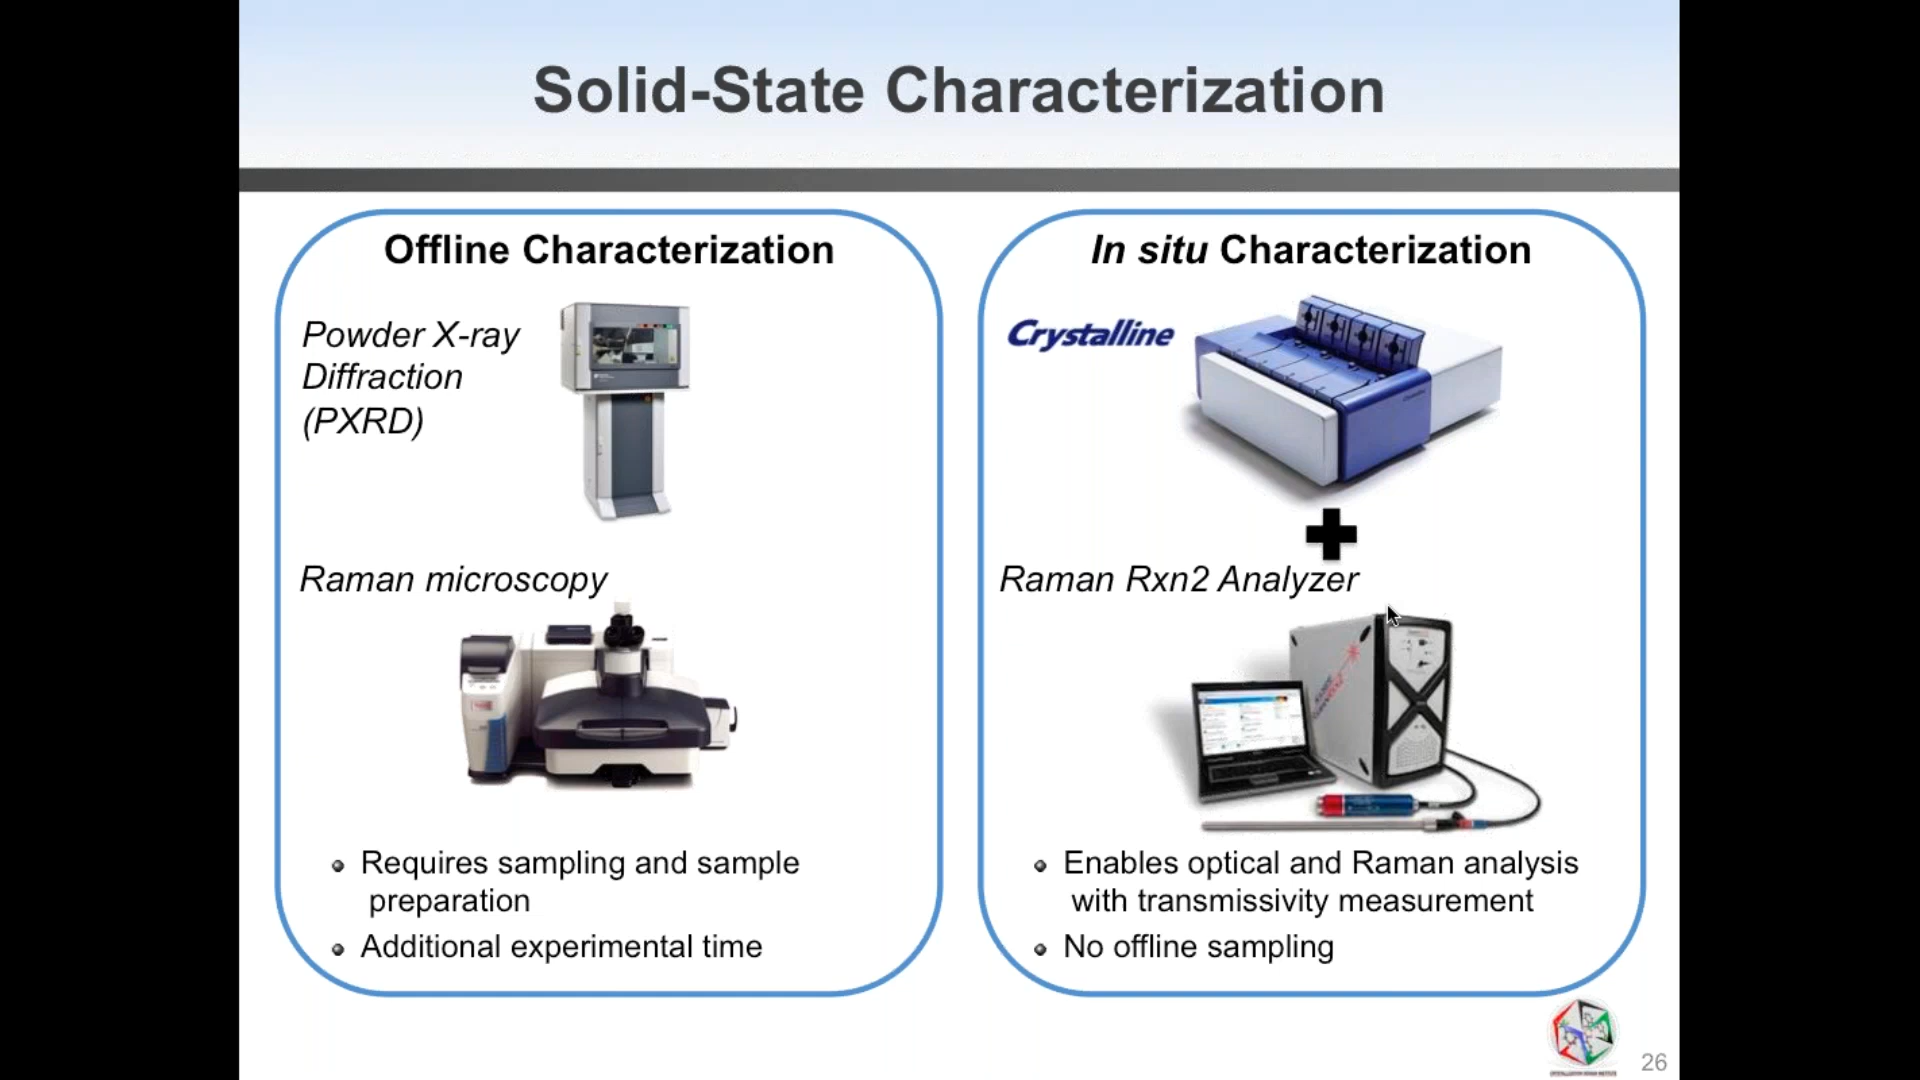 Solid-State Characterization
Offline Characterization
Powder X-ray
Diffraction
(PXRD)
Raman microscopy
Requires sampling and sample
preparation
Additional experimental time
In situ Characterization
Crystalline
Raman Rxn2 Analyzer
Enables optical and Raman analysis
with transmissivity measurement
No offline sampling
26